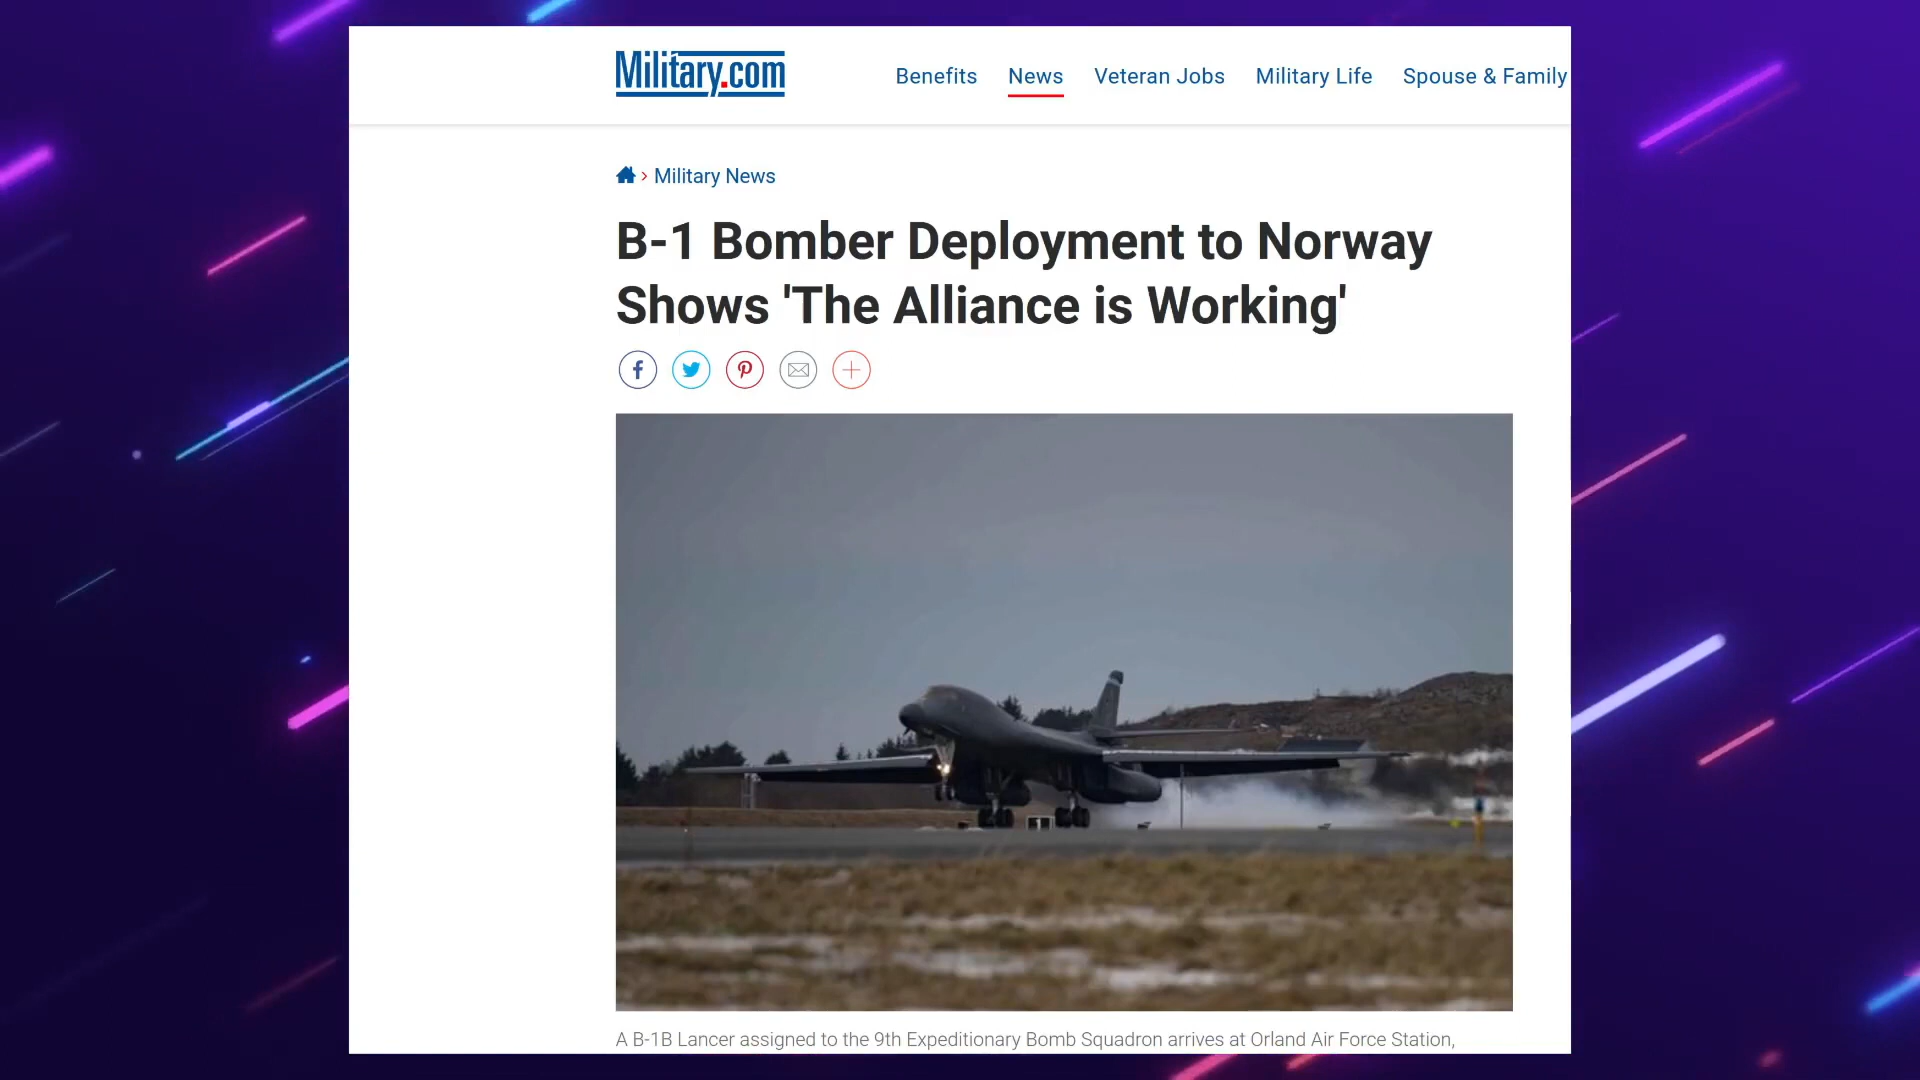 Military.com
Benefits News Veteran Jobs Military Life Spouse & Family
Military News
B-1 Bomber Deployment to Norway
Shows 'The Alliance is Working'
A B-1B Lancer assigned to the 9th Expeditionary Bomb Squadron arrives at Orland Air Force Station,